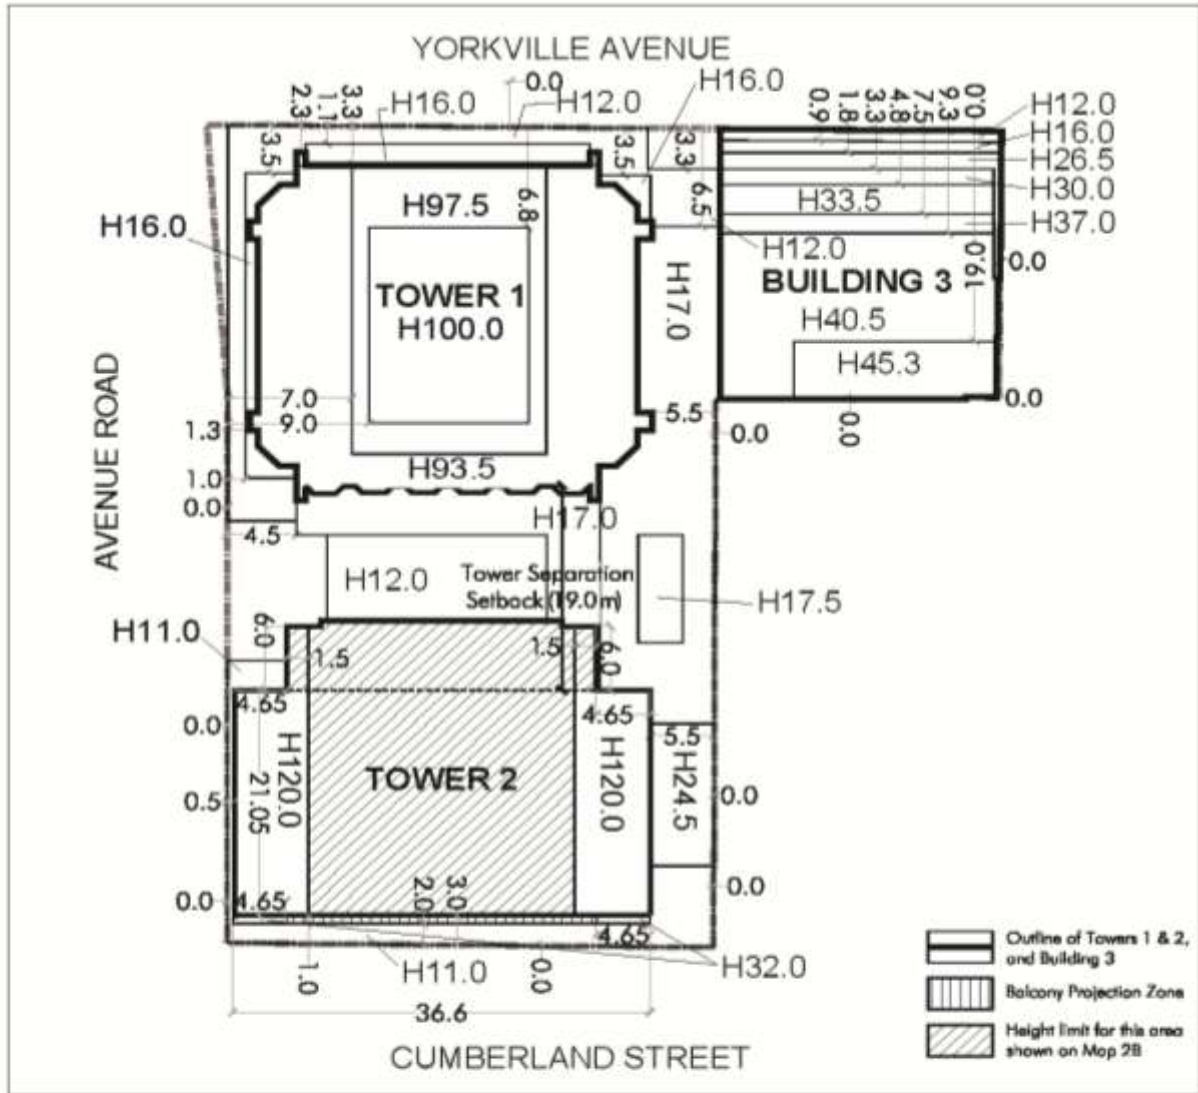 YORKVILLE AVENUE
0.0
H16.0
2.3
1.1
3.3
H16.0
H12.0
0.9
1.8
3.3
4.8
7.5
9.3
0.0
H12.0
H16.0
H26.5
H30.0
H33.5
H37.0
3.5
3.5
3.3
6.8
6.5
H97.5
H16.0
H12.0
H17.0
0.0
TOWER 1
H100.0
BUILDING 3
19.0
H40.5
H45.3
AVENUE ROAD
7.0
9.0
1.3
5.5
0.0
0.0
0.0
H93.5
1.0
0.0
H17.0
4.5
H12.0
Tower Separation
Setback (19.0m)
H17.5
H11.0
6.0
1.5
1.5
6.0
4.65
4.65
0.0
5.5
H120.0
21.05
TOWER 2
H120.0
H24.5
0.5
0.0
0.0
4.65
2.0
3.0
0.0
4.65
H11.0
H32.0
1.0
0.0
36.6
CUMBERLAND STREET
Outline of Towers 1 & 2,
and Building 3
Balcony Projection Zone
Height limit for this area
shown on Map 2B